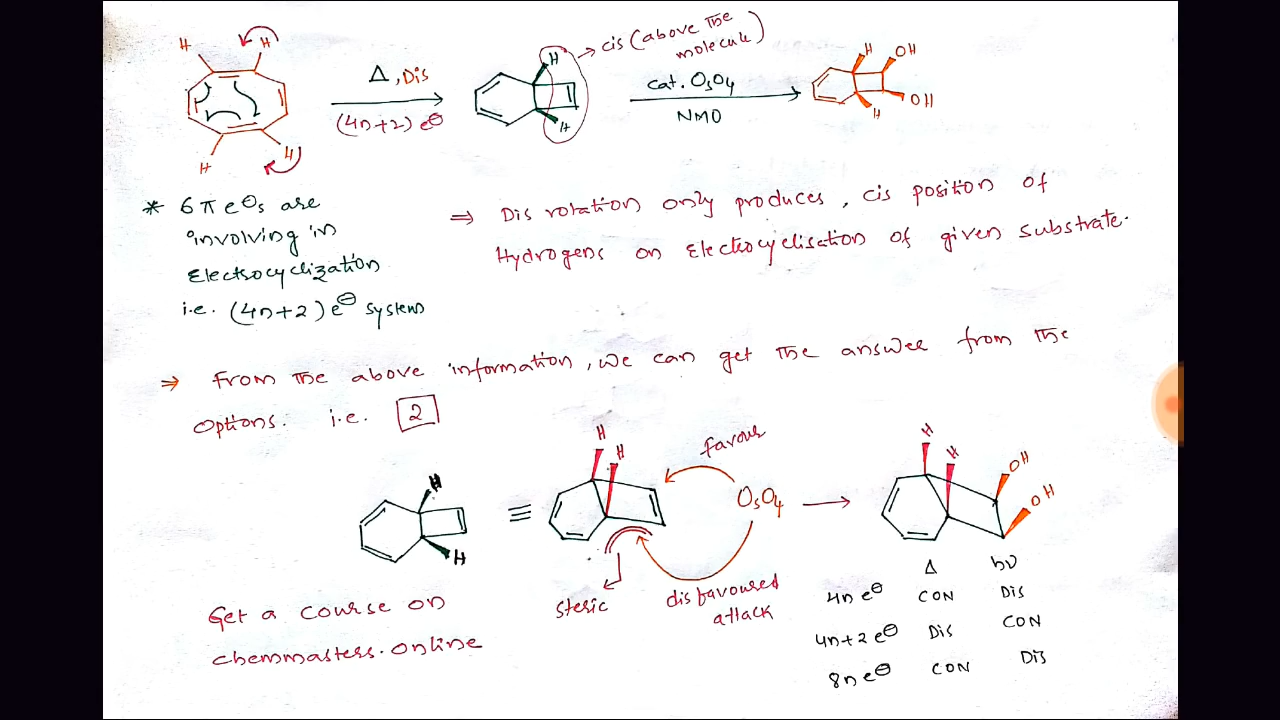 H H
Δ, Dis
(4n+2) e⊖
H H
H
→ cis (above the
molecule)
H
cat. OsO4
NMO
H OH
OH
H
* 6π e⊖s are
involving in
Electrocyclization
i.e. (4n+2) e⊖ system
⇒ Dis rotation only produces, cis position of
Hydrogens on Electrocyclisation of given substrate.
⇒ From the above information, we can get the answer from the
options. i.e. 2
H
H
≡
H H
favour
OsO4
steric
disfavoured
attack
H H
OH
OH
Δ hν
4n e⊖ CON Dis
4n+2 e⊖ Dis CON
8n e⊖ CON Dis
Get a course on
chemmasters.online